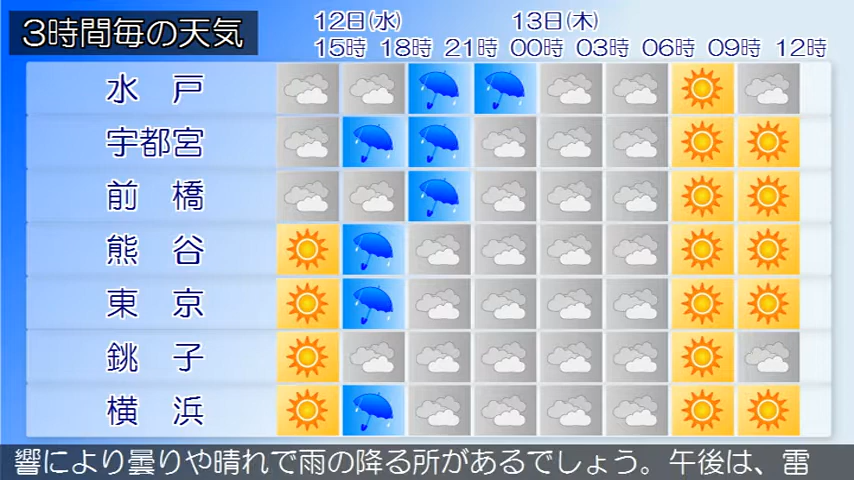 3時間毎の天気
12日(水) 13日(木)
15時 18時 21時 00時 03時 06時 09時 12時
水戸
宇都宮
前橋
熊谷
東京
銚子
横浜
響により曇りや晴れで雨の降る所があるでしょう。午後は、雷